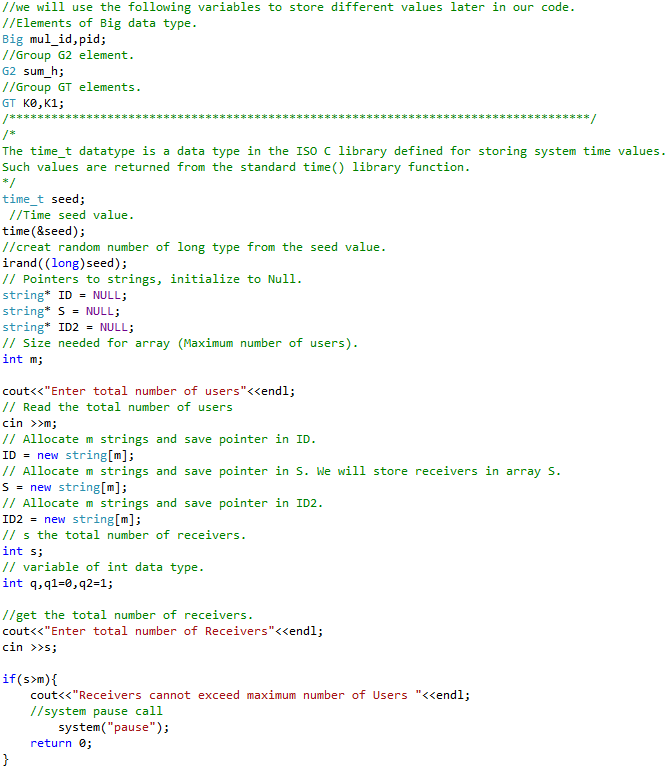 //we will use the following variables to store different values later in our code.
//Elements of Big data type.
Big mul_id,pid;
//Group G2 element.
G2 sum_h;
//Group GT elements.
GT K0,K1;
/***********************************************************************************/
/*
The time_t datatype is a data type in the ISO C library defined for storing system time values.
Such values are returned from the standard time() library function.
*/
time_t seed;
 //Time seed value.
time(&seed);
//creat random number of long type from the seed value.
irand((long)seed);
// Pointers to strings, initialize to Null.
string* ID = NULL;
string* S = NULL;
string* ID2 = NULL;
// Size needed for array (Maximum number of users).
int m;

cout<<"Enter total number of users"<<endl;
// Read the total number of users
cin >>m;
// Allocate m strings and save pointer in ID.
ID = new string[m];
// Allocate m strings and save pointer in S. We will store receivers in array S.
S = new string[m];
// Allocate m strings and save pointer in ID2.
ID2 = new string[m];
// s the total number of receivers.
int s;
// variable of int data type.
int q,q1=0,q2=1;

//get the total number of receivers.
cout<<"Enter total number of Receivers"<<endl;
cin >>s;

if(s>m){
    cout<<"Receivers cannot exceed maximum number of Users "<<endl;
    //system pause call
        system("pause");
    return 0;
}